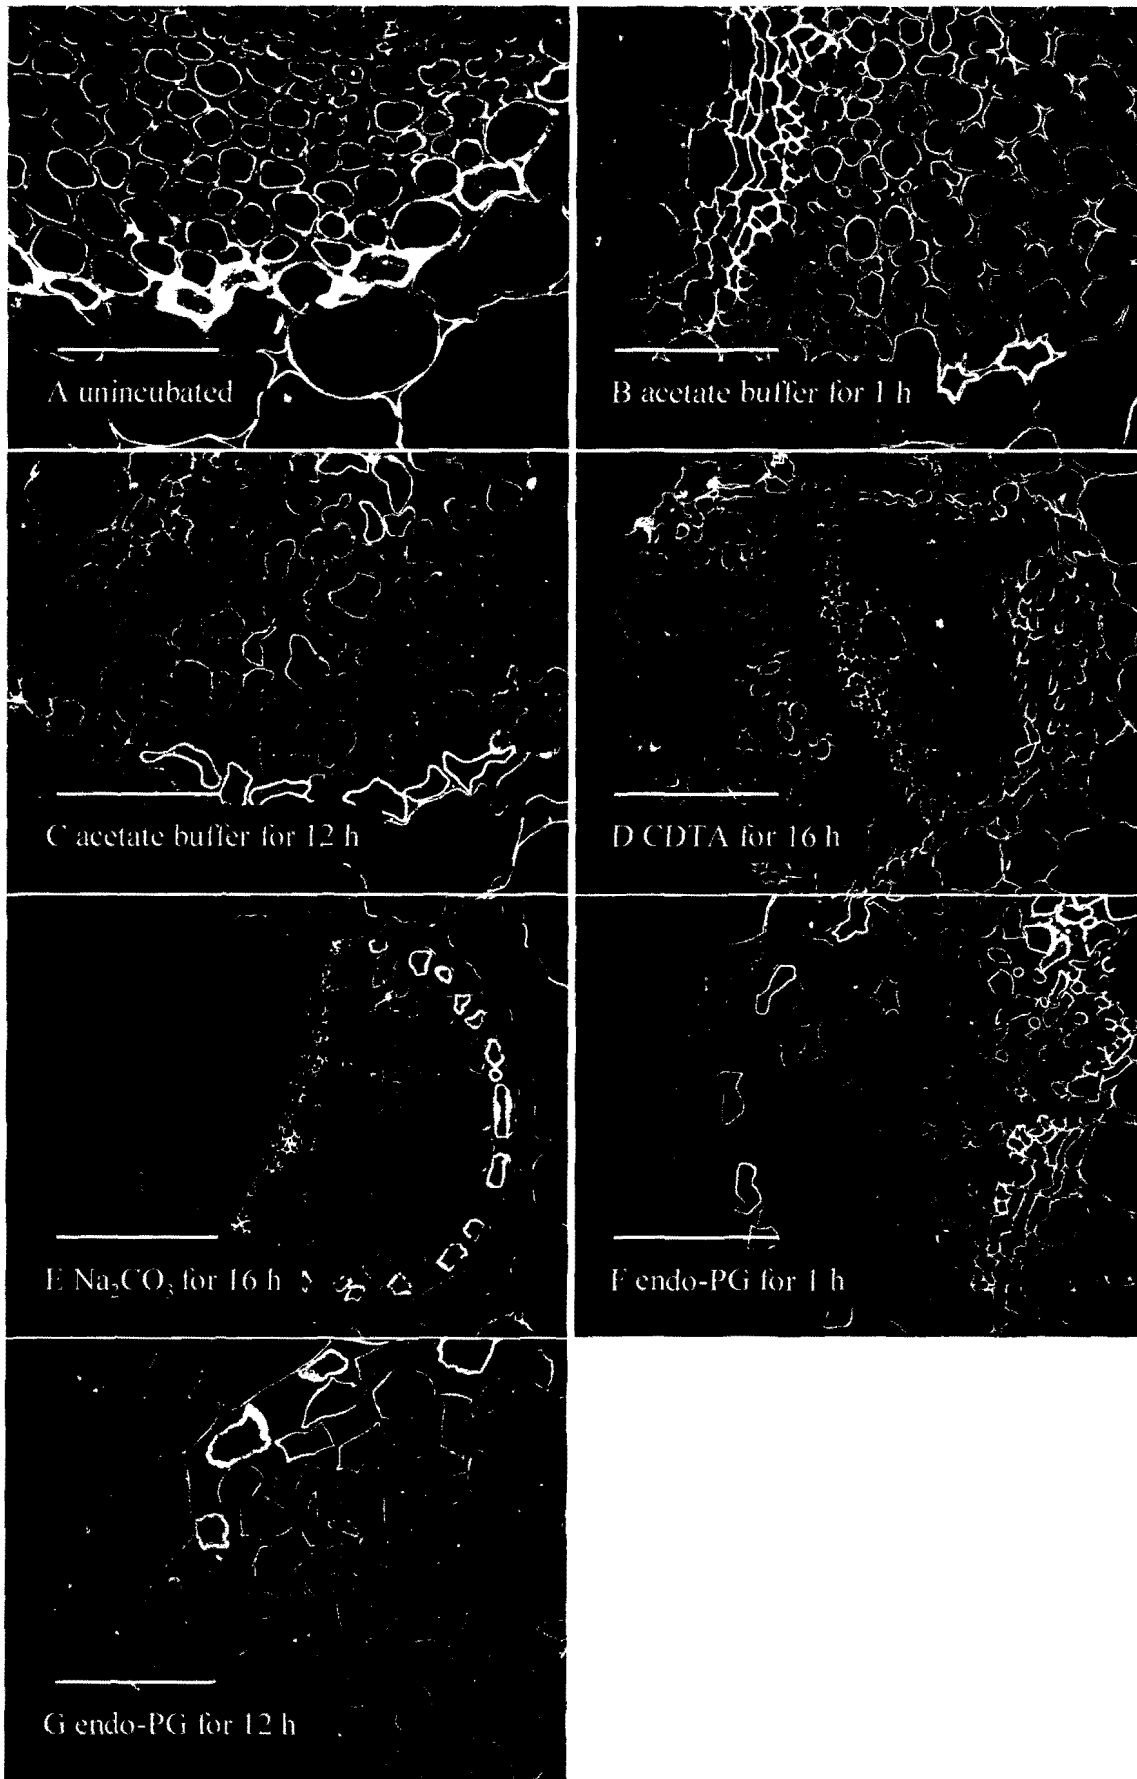 A unincubated
B acetate buffer for 1 h
C acetate buffer for 12 h
D CDTA for 16 h
E Na₂CO₃ for 16 h
F endo-PG for 1 h
G endo-PG for 12 h